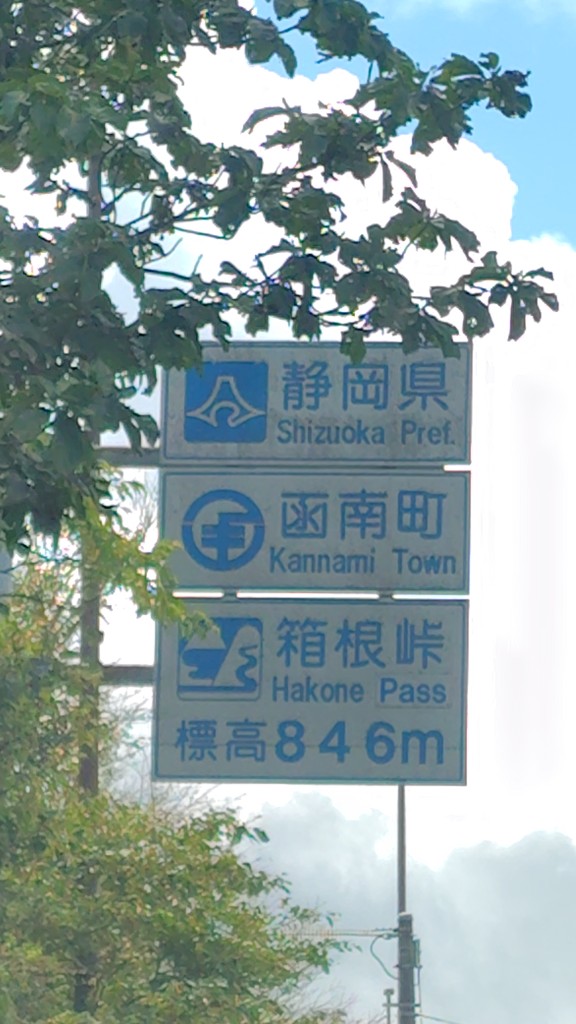 静岡県
Shizuoka Pref.
函南町
Kannami Town
箱根峠
Hakone Pass
標高846m